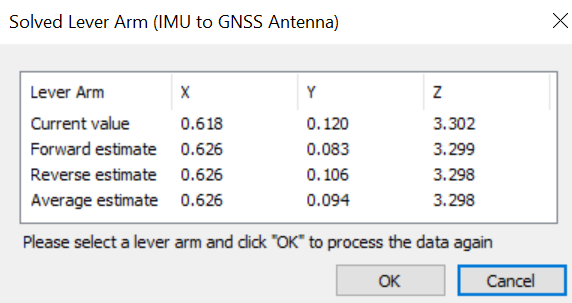 Solved Lever Arm (IMU to GNSS Antenna)
Lever Arm X Y Z
Current value 0.618 0.120 3.302
Forward estimate 0.626 0.083 3.299
Reverse estimate 0.626 0.106 3.298
Average estimate 0.626 0.094 3.298
Please select a lever arm and click "OK" to process the data again
OK Cancel